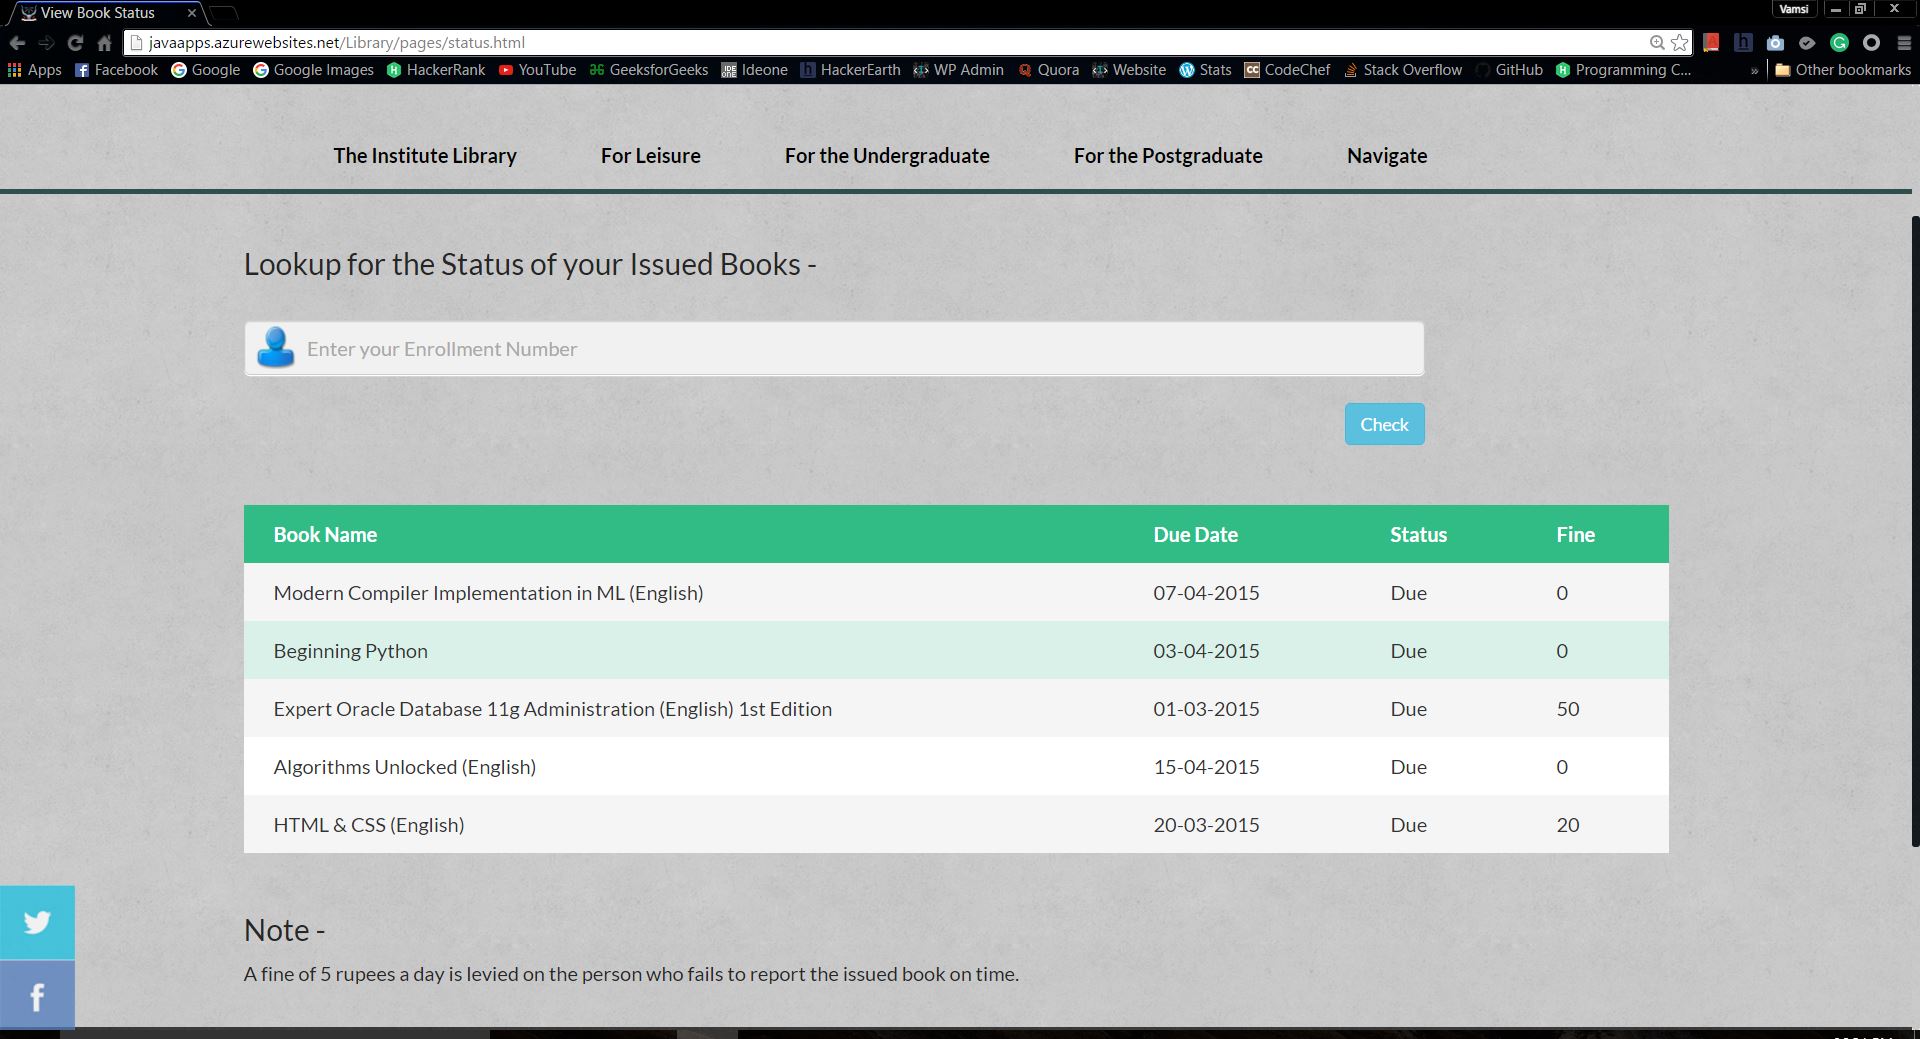 View Book Status
Vamsi
javaapps.azurewebsites.net/Library/pages/status.html
Apps Facebook Google Google Images HackerRank YouTube GeeksforGeeks Ideone HackerEarth WP Admin Quora Website Stats CodeChef Stack Overflow GitHub Programming C... » Other bookmarks
The Institute Library For Leisure For the Undergraduate For the Postgraduate Navigate
Lookup for the Status of your Issued Books -
Enter your Enrollment Number
Check
Book Name Due Date Status Fine
Modern Compiler Implementation in ML (English) 07-04-2015 Due 0
Beginning Python 03-04-2015 Due 0
Expert Oracle Database 11g Administration (English) 1st Edition 01-03-2015 Due 50
Algorithms Unlocked (English) 15-04-2015 Due 0
HTML & CSS (English) 20-03-2015 Due 20
Note -
A fine of 5 rupees a day is levied on the person who fails to report the issued book on time.